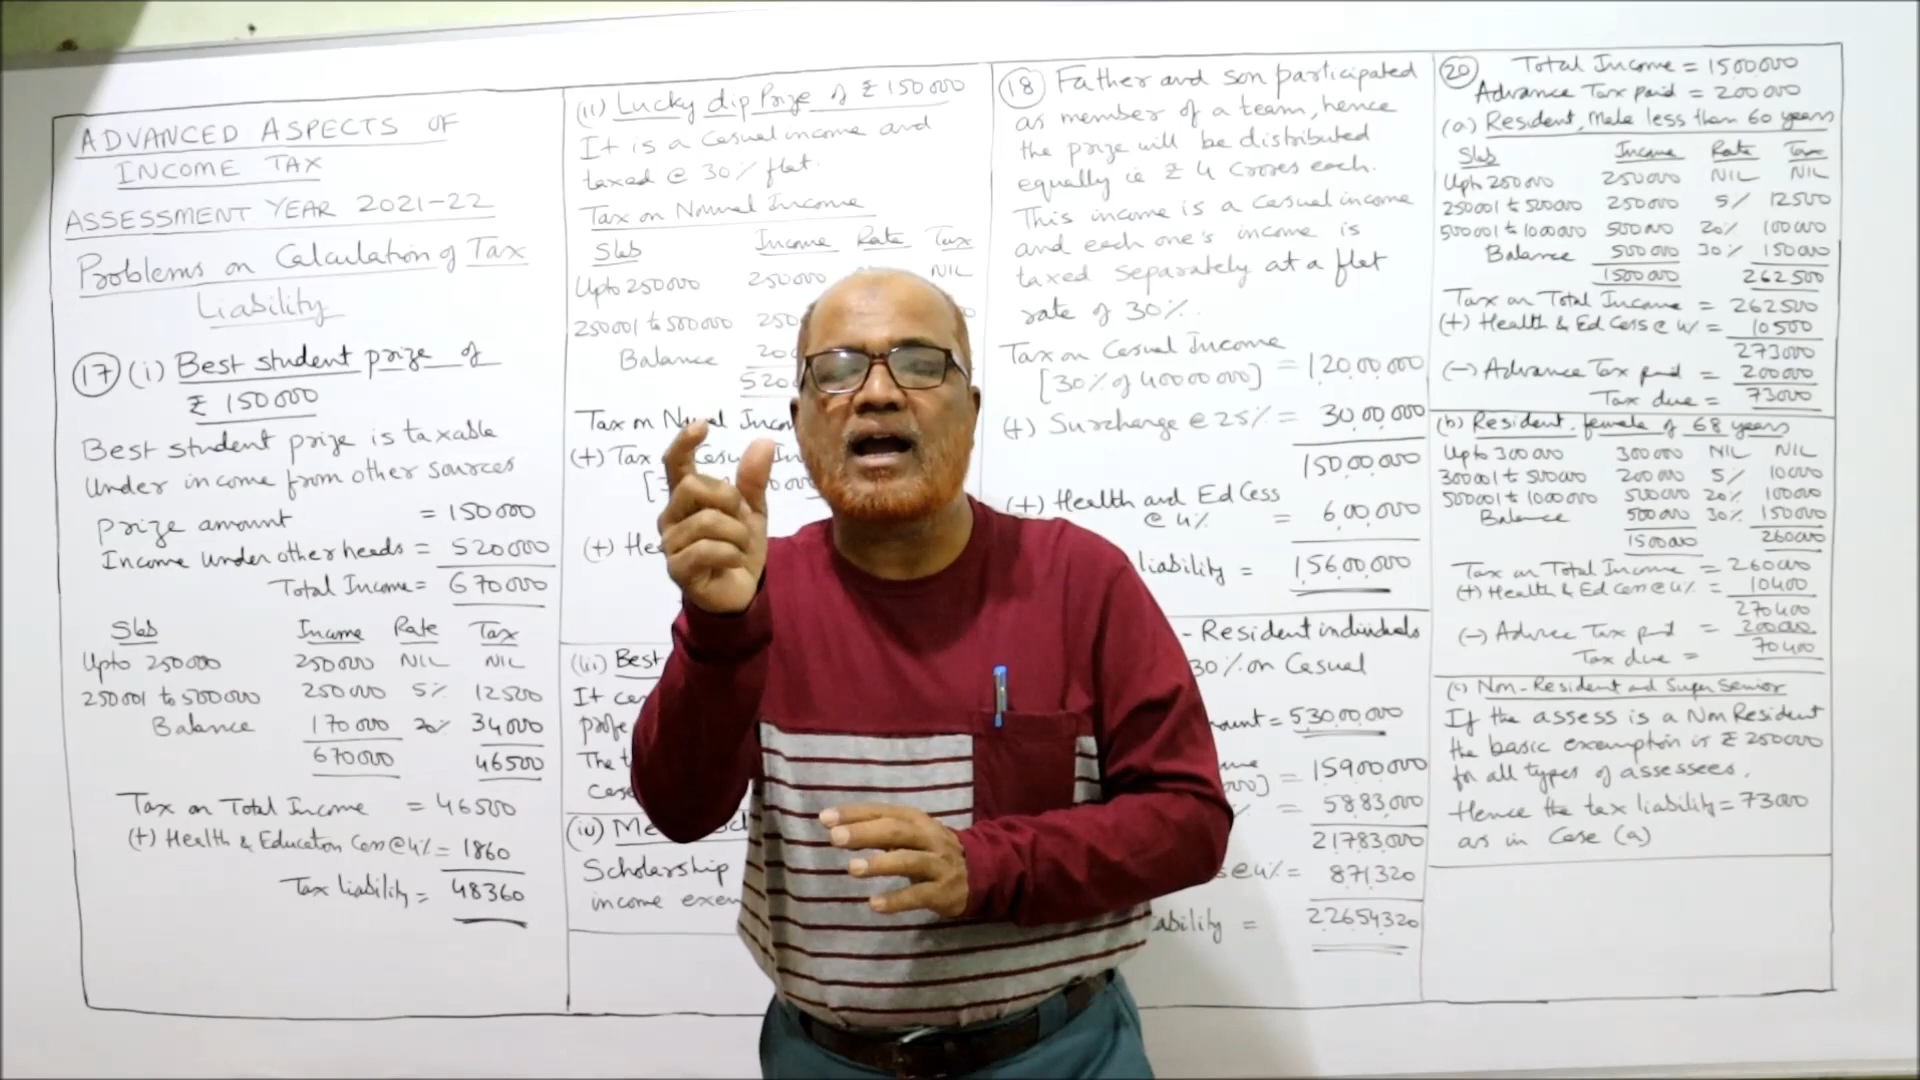 ADVANCED ASPECTS OF
INCOME TAX
ASSESSMENT YEAR 2021-22
Problems on Calculation of Tax
Liability
(17) (i) Best student prize of
₹ 150000
Best student prize is taxable
under income from other sources
prize amount = 150000
Income under other heads = 520000
Total Income = 670000
Slab Income Rate Tax
Upto 250000 250000 NIL NIL
250001 to 500000 250000 5% 12500
Balance 170000 20% 34000
670000 46500
Tax on Total Income = 46500
(+) Health & Education Cess @ 4% = 1860
Tax liability = 48360
(ii) Lucky dip Prize of ₹ 150000
It is a Casual income and
taxed @ 30% flat.
Tax on Normal Income
Slab Income Rate Tax
Upto 250000 250000 NIL
250001 to 500000 250
Balance 20
520
Tax on Income
(+) Tax
(+) Hea
(iii) Best
It
profe
The t
case
(iv) Me
Scholarship
income exem
(18) Father and son participated
as member of a team, hence
the prize will be distributed
equally ie ₹ 4 Crores each.
This income is a Casual income
and each one's income is
taxed separately at a flat
rate of 30%.
Tax on Casual Income
[30% of 40000000] = 1,20,00,000
(+) Surcharge @ 25% = 30,00,000
150,00,000
(+) Health and Ed Cess
@ 4% = 6,00,000
liability = 1,56,00,000
- Resident individuals
30% on Casual
ount = 530,00,000
= 15900000
% = 5883000
21783000
s @ 4% = 871320
ability = 22654320
(20) Total Income = 1500000
Advance Tax paid = 200000
(a) Resident, Male less than 60 years
Slab Income Rate Tax
Upto 250000 250000 NIL NIL
250001 to 500000 250000 5% 12500
500001 to 1000000 500000 20% 100000
Balance 500000 30% 150000
1500000 262500
Tax on Total Income = 262500
(+) Health & Ed Cess @ 4% = 10500
273000
(-) Advance Tax paid = 200000
Tax due = 73000
(b) Resident, female of 68 years
Upto 300000 300000 NIL NIL
300001 to 500000 200000 5% 10000
500001 to 1000000 500000 20% 100000
Balance 500000 30% 150000
1500000 260000
Tax on Total Income = 260000
(+) Health & Ed Cess @ 4% = 10400
270400
(-) Advance Tax paid = 200000
Tax due = 70400
(c) Non-Resident and Super Senior
If the assess is a Non Resident
the basic exemption is ₹ 250000
for all types of assessees.
Hence the tax liability = 73000
as in Case (a)